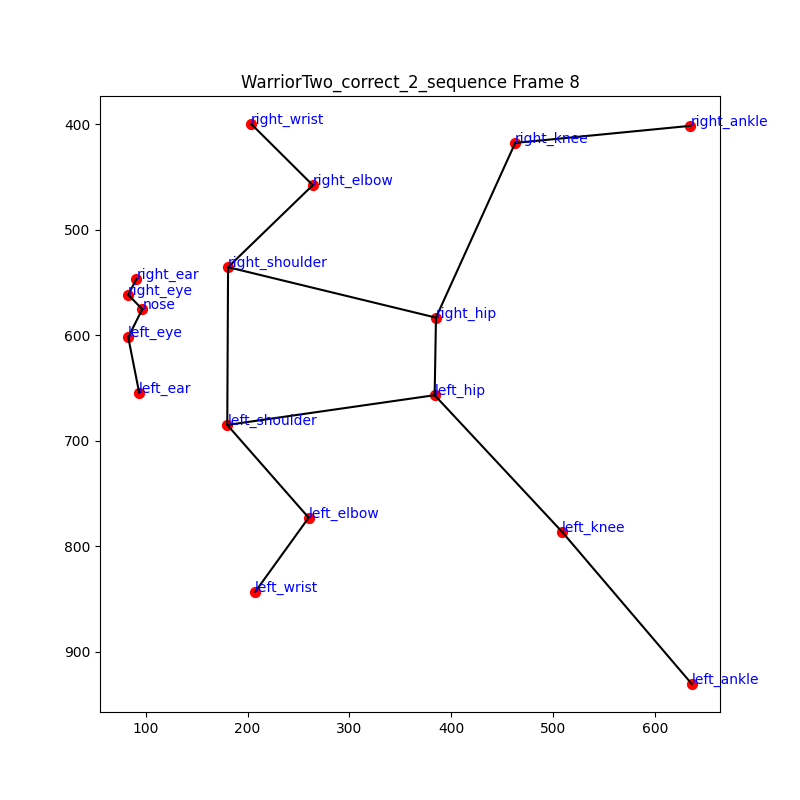 WarriorTwo_correct_2_sequence Frame 8
400
500
600
700
800
900
100
200
300
400
500
600
right_wrist
right_ankle
right_knee
right_elbow
right_shoulder
right_ear
right_eye
nose
right_hip
left_eye
left_ear
left_hip
left_shoulder
left_elbow
left_knee
left_wrist
left_ankle